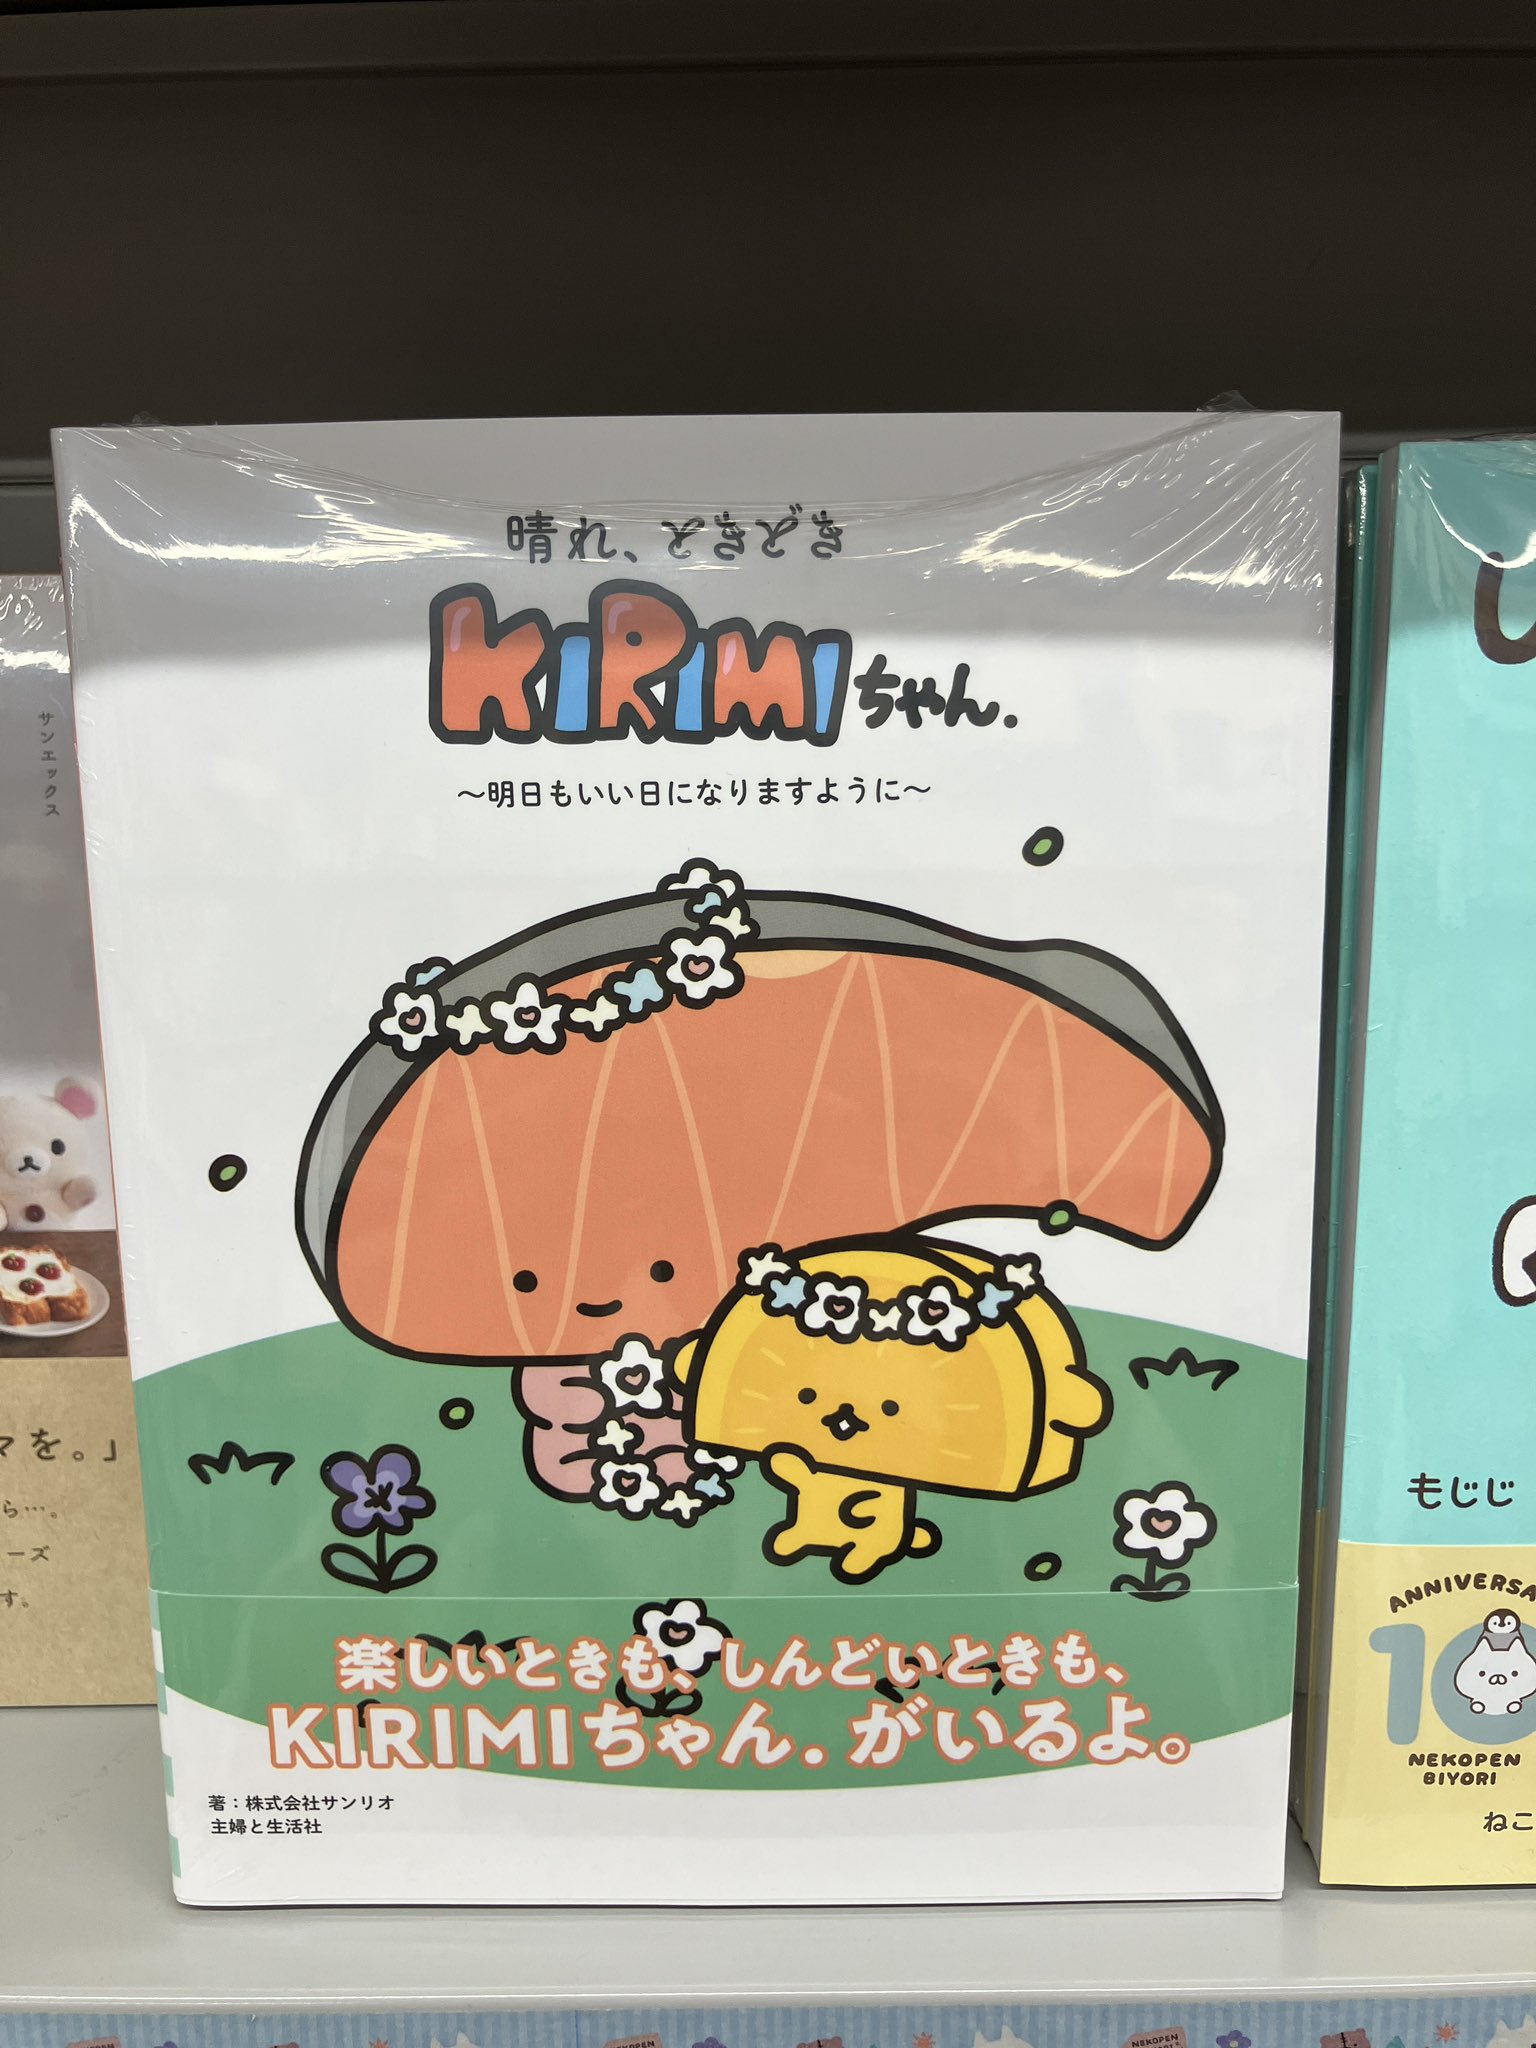 晴れ、ときどき
KIRIMIちゃん.
～明日もいい日になりますように～
楽しいときも、しんどいときも、
KIRIMIちゃん. がいるよ。
著：株式会社サンリオ
主婦と生活社
サンエックス
マを。」
ら…。
ーズ
す。
もじじ
ANNIVERSA
10
NEKOPEN
BIYORI
ねこ
NEKOPEN
NEKOPEN